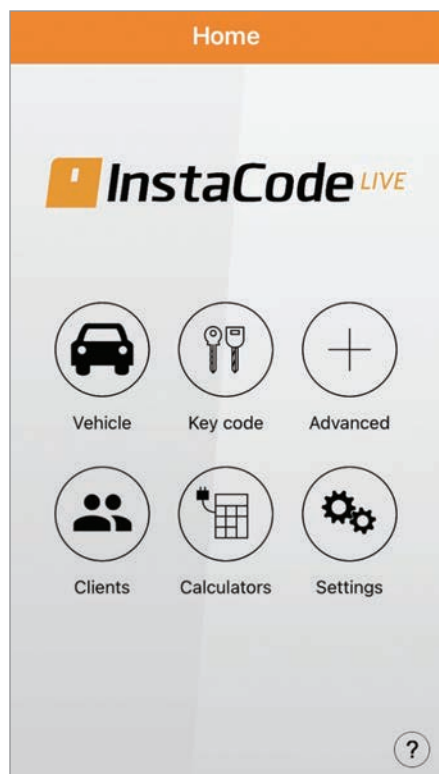 Home
InstaCode LIVE
Vehicle Key code Advanced
Clients Calculators Settings
?